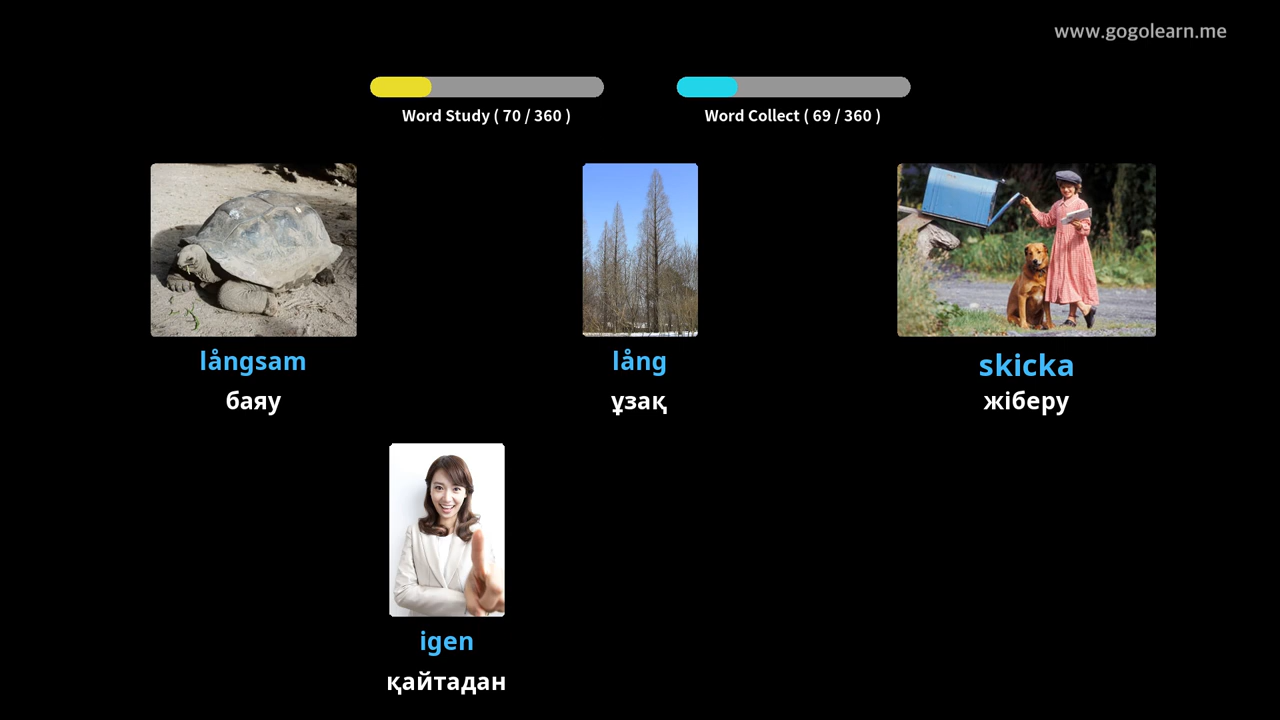 www.gogolearn.me
Word Study ( 70 / 360 )
Word Collect ( 69 / 360 )
långsam
баяу
lång
ұзақ
skicka
жіберу
igen
қайтадан